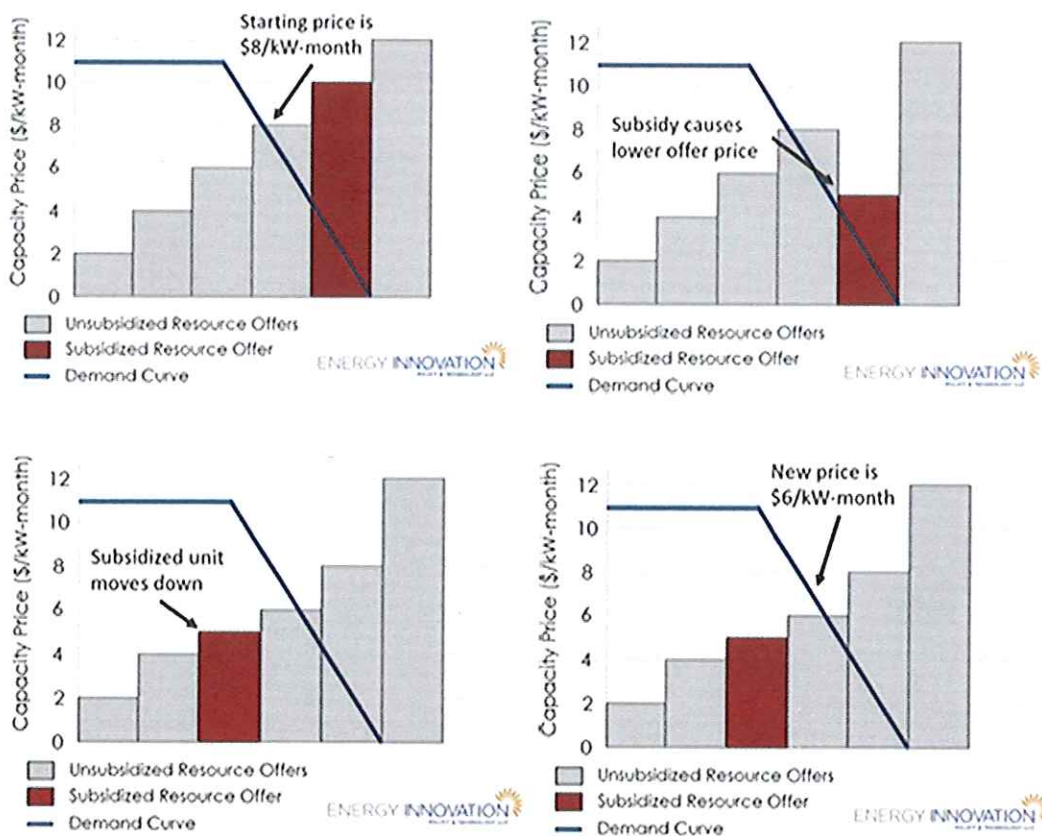 Starting price is
$8/kW-month
Capacity Price ($/kW-month)
12
10
8
6
4
2
0
Unsubsidized Resource Offers
Subsidized Resource Offer
Demand Curve
ENERGY INNOVATION
Subsidy causes
lower offer price
Capacity Price ($/kW-month)
12
10
8
6
4
2
0
Unsubsidized Resource Offers
Subsidized Resource Offer
Demand Curve
ENERGY INNOVATION
Subsidized unit
moves down
Capacity Price ($/kW-month)
12
10
8
6
4
2
0
Unsubsidized Resource Offers
Subsidized Resource Offer
Demand Curve
ENERGY INNOVATION
New price is
$6/kW-month
Capacity Price ($/kW-month)
12
10
8
6
4
2
0
Unsubsidized Resource Offers
Subsidized Resource Offer
Demand Curve
ENERGY INNOVATION